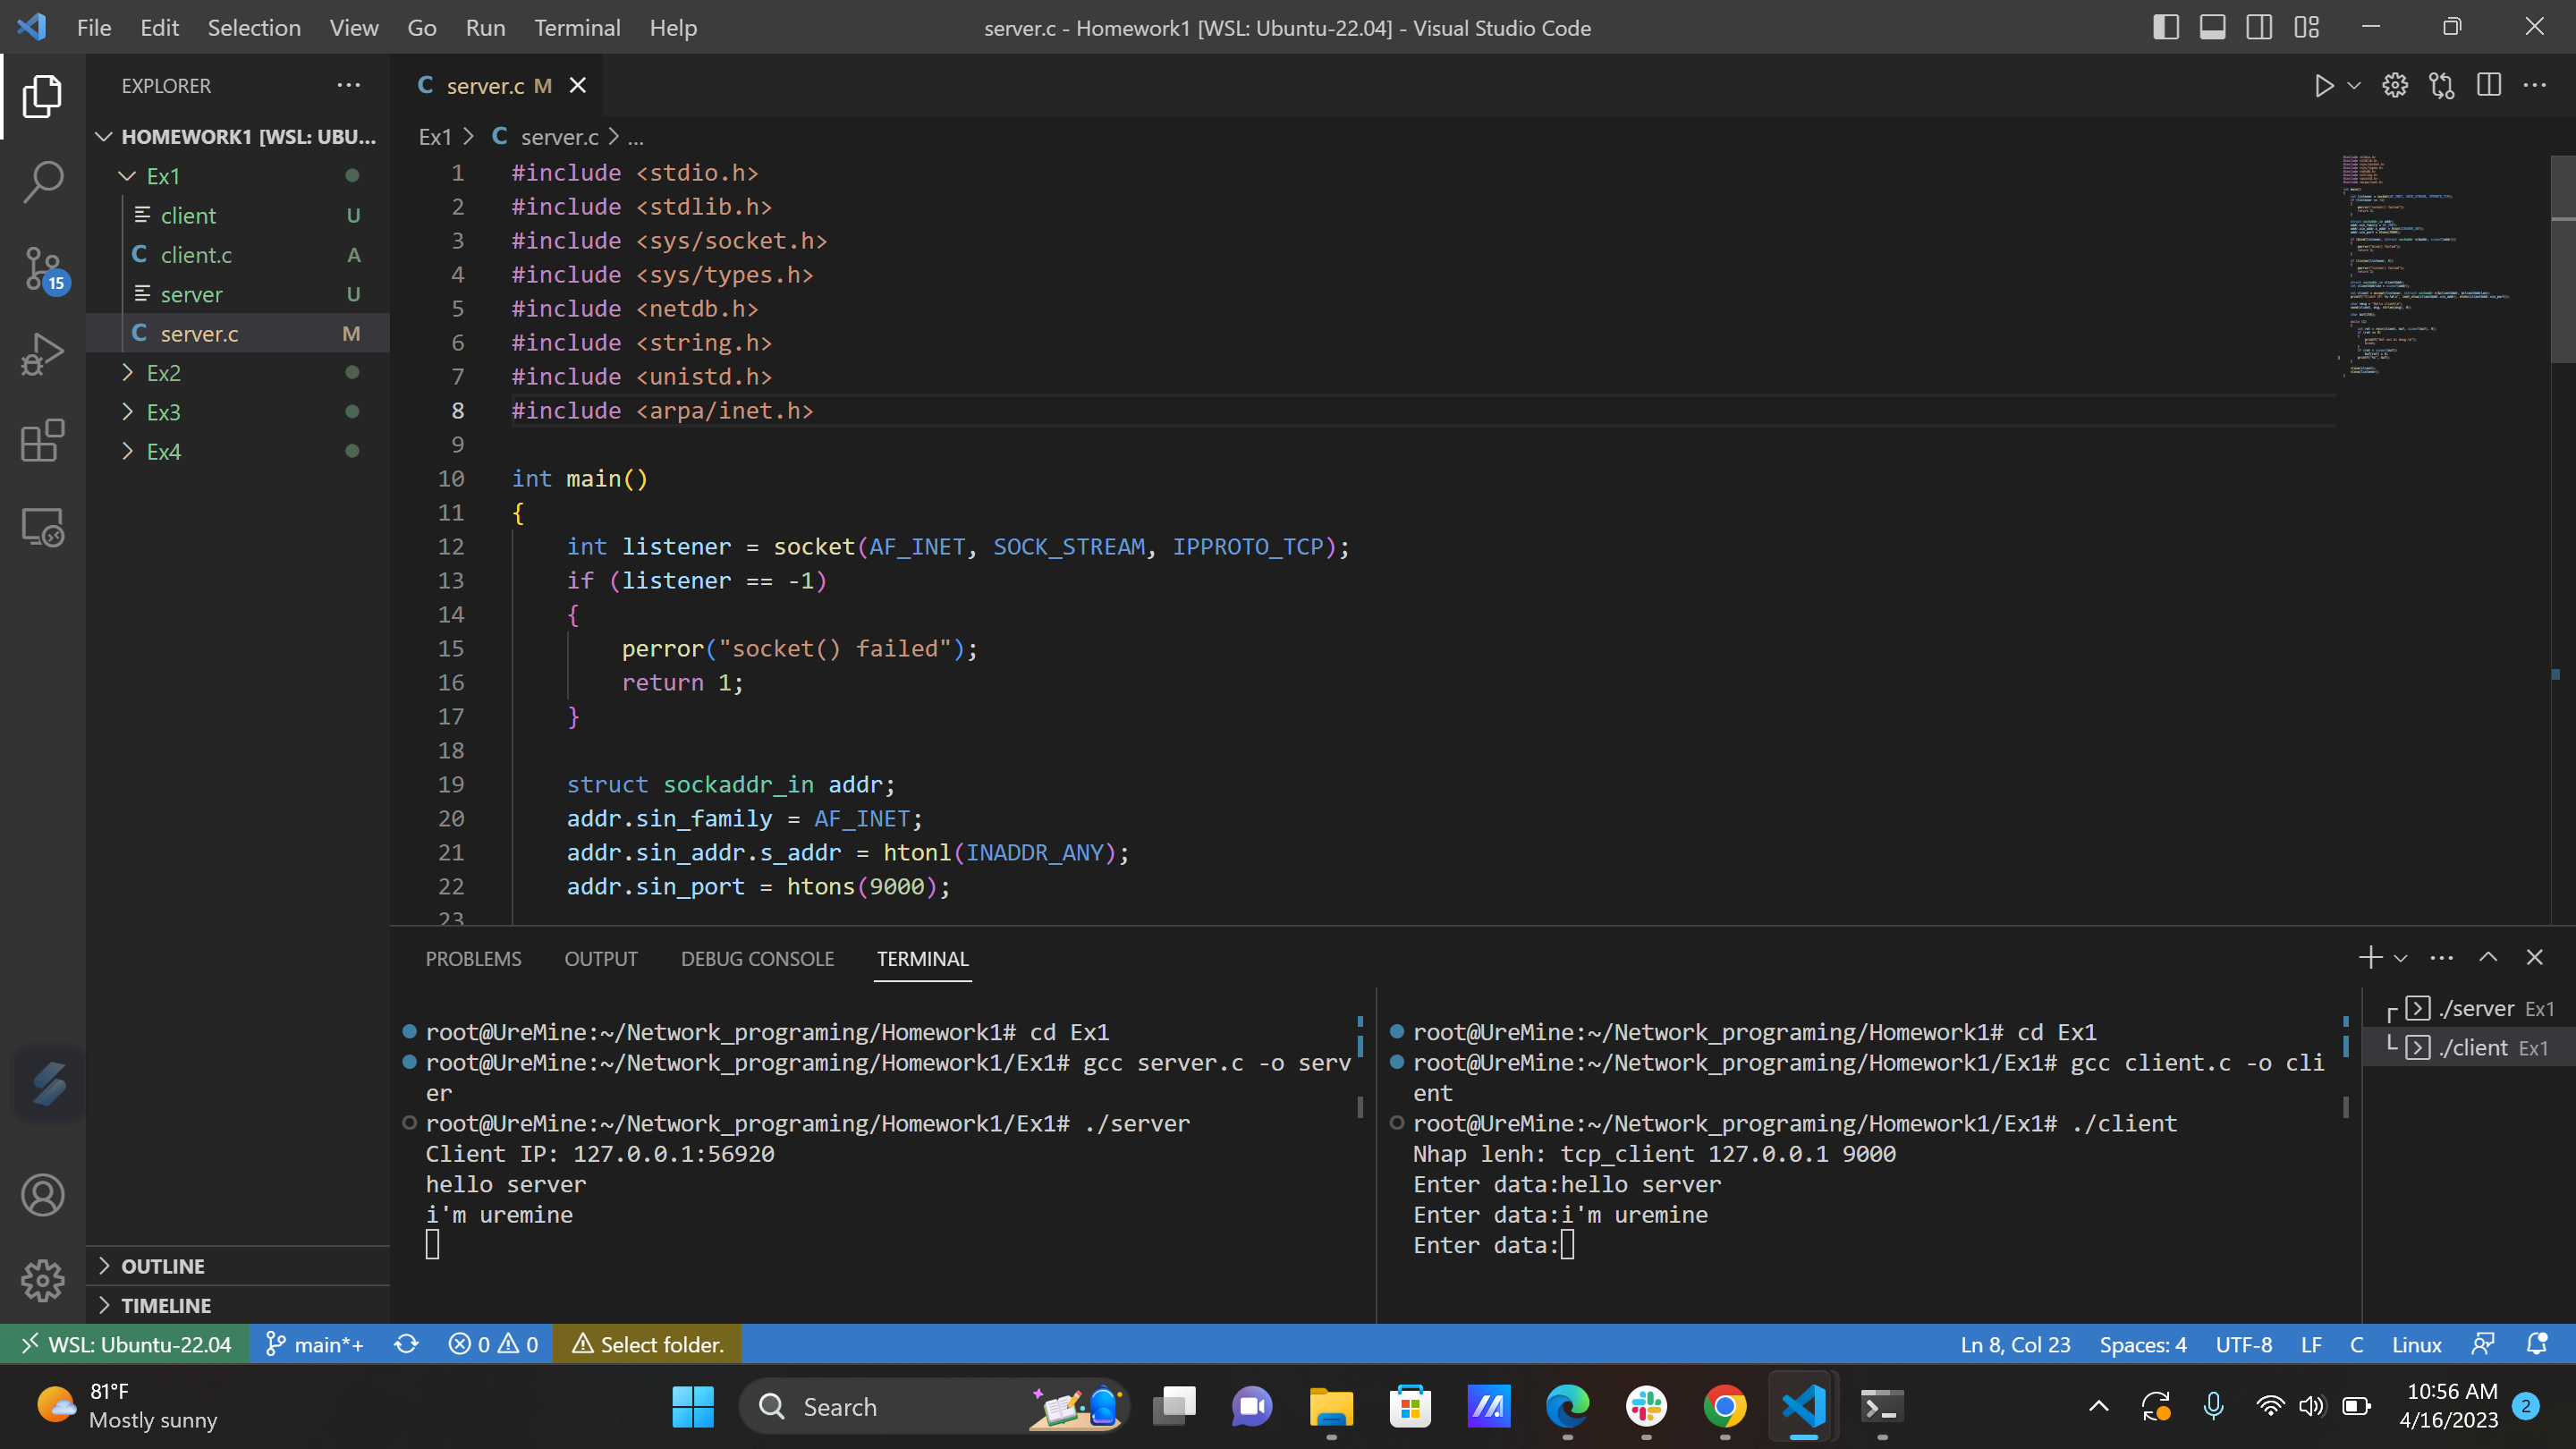 File Edit Selection View Go Run Terminal Help
server.c - Homework1 [WSL: Ubuntu-22.04] - Visual Studio Code
EXPLORER
HOMEWORK1 [WSL: UBU...
Ex1
client U
client.c A
server U
server.c M
Ex2
Ex3
Ex4
15
OUTLINE
TIMELINE
C server.c M
Ex1 > C server.c > ...
1 #include <stdio.h>
2 #include <stdlib.h>
3 #include <sys/socket.h>
4 #include <sys/types.h>
5 #include <netdb.h>
6 #include <string.h>
7 #include <unistd.h>
8 #include <arpa/inet.h>
9
10 int main()
11 {
12 int listener = socket(AF_INET, SOCK_STREAM, IPPROTO_TCP);
13 if (listener == -1)
14 {
15 perror("socket() failed");
16 return 1;
17 }
18
19 struct sockaddr_in addr;
20 addr.sin_family = AF_INET;
21 addr.sin_addr.s_addr = htonl(INADDR_ANY);
22 addr.sin_port = htons(9000);
23
PROBLEMS OUTPUT DEBUG CONSOLE TERMINAL
root@UreMine:~/Network_programing/Homework1# cd Ex1
root@UreMine:~/Network_programing/Homework1/Ex1# gcc server.c -o serv
er
root@UreMine:~/Network_programing/Homework1/Ex1# ./server
Client IP: 127.0.0.1:56920
hello server
i'm uremine
root@UreMine:~/Network_programing/Homework1# cd Ex1
root@UreMine:~/Network_programing/Homework1/Ex1# gcc client.c -o cli
ent
root@UreMine:~/Network_programing/Homework1/Ex1# ./client
Nhap lenh: tcp_client 127.0.0.1 9000
Enter data:hello server
Enter data:i'm uremine
Enter data:
./server Ex1
./client Ex1
WSL: Ubuntu-22.04 main*+ 0 0 Select folder.
Ln 8, Col 23 Spaces: 4 UTF-8 LF C Linux
81°F
Mostly sunny
Search
10:56 AM
4/16/2023
2